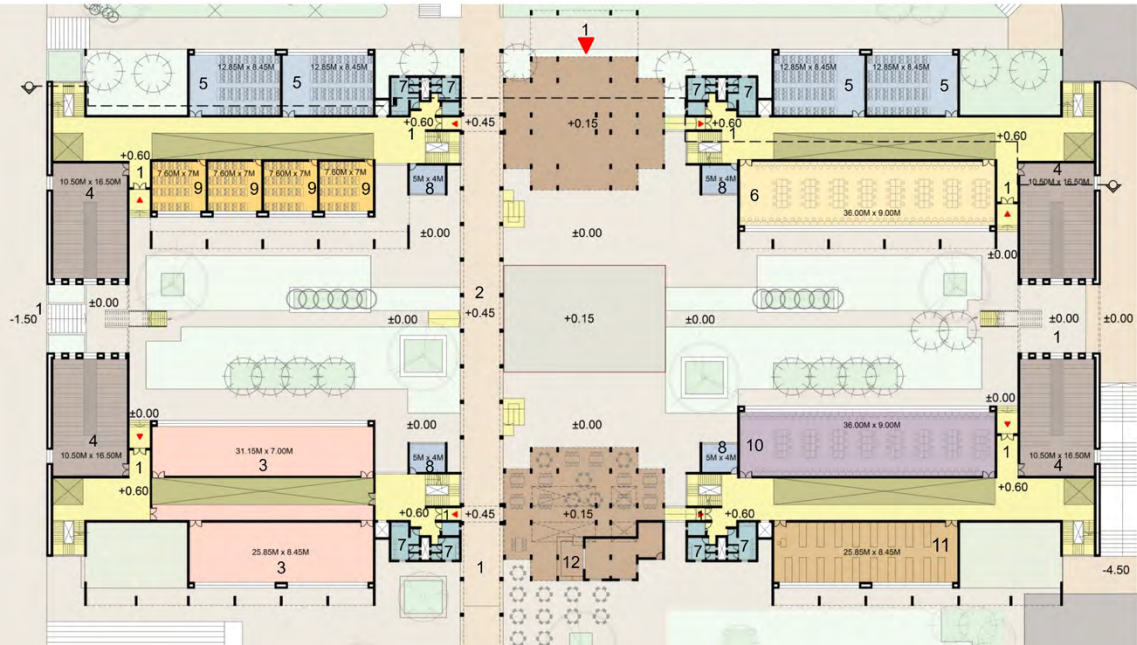 1
12.85M x 8.45M 12.85M x 8.45M 12.85M x 8.45M 12.85M x 8.45M
5 5 5 5
7 7 7 7
+0.60 +0.45 +0.15 +0.60
1 1
+0.60 +0.60
7.60M x 7M 7.60M x 7M 7.60M x 7M 7.60M x 7M
1 4 10.50M x 16.50M 9 9 9 9 5M x 4M 8 5M x 4M 8 6 1 4 10.50M x 16.50M
36.00M x 9.00M
±0.00 ±0.00 ±0.00
±0.00 2 ±0.00
1 -1.50 ±0.00 +0.45 +0.15 ±0.00 ±0.00 ±0.00
1
±0.00 ±0.00
4 ±0.00 ±0.00
10.50M x 16.50M 31.15M x 7.00M 3 5M x 4M 8 8 5M x 4M 10 36.00M x 9.00M 10.50M x 16.50M
1 1 4
+0.60 +0.60
+0.60 1 +0.45 +0.15 1 +0.60
7 7 7 7
25.85M x 8.45M 12 25.85M x 8.45M 11
3 1 -4.50